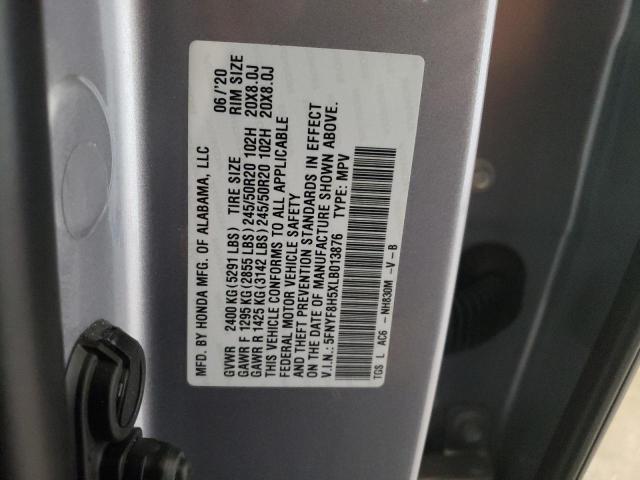 MFD. BY HONDA MFG. OF ALABAMA, LLC 06/'20
GVWR 2400 KG (5291 LBS) TIRE SIZE RIM SIZE
GAWR F 1295 KG (2855 LBS) 245/50R20 102H 20X8.0J
GAWR R 1425 KG (3142 LBS) 245/50R20 102H 20X8.0J
THIS VEHICLE CONFORMS TO ALL APPLICABLE
FEDERAL MOTOR VEHICLE SAFETY
AND THEFT PREVENTION STANDARDS IN EFFECT
ON THE DATE OF MANUFACTURE SHOWN ABOVE.
V.I.N.: 5FNYF8H5XLB013876 TYPE: MPV
TGS L AC6 -NH830M -V-B